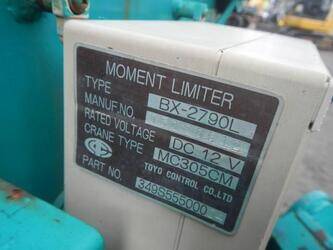 MOMENT LIMITER
TYPE BX-2790L
MANUF.NO.
RATED VOLTAGE DC 12 V
CRANE TYPE MC305CM
TOYO CONTROL CO.,LTD
PART NO. 349S555000